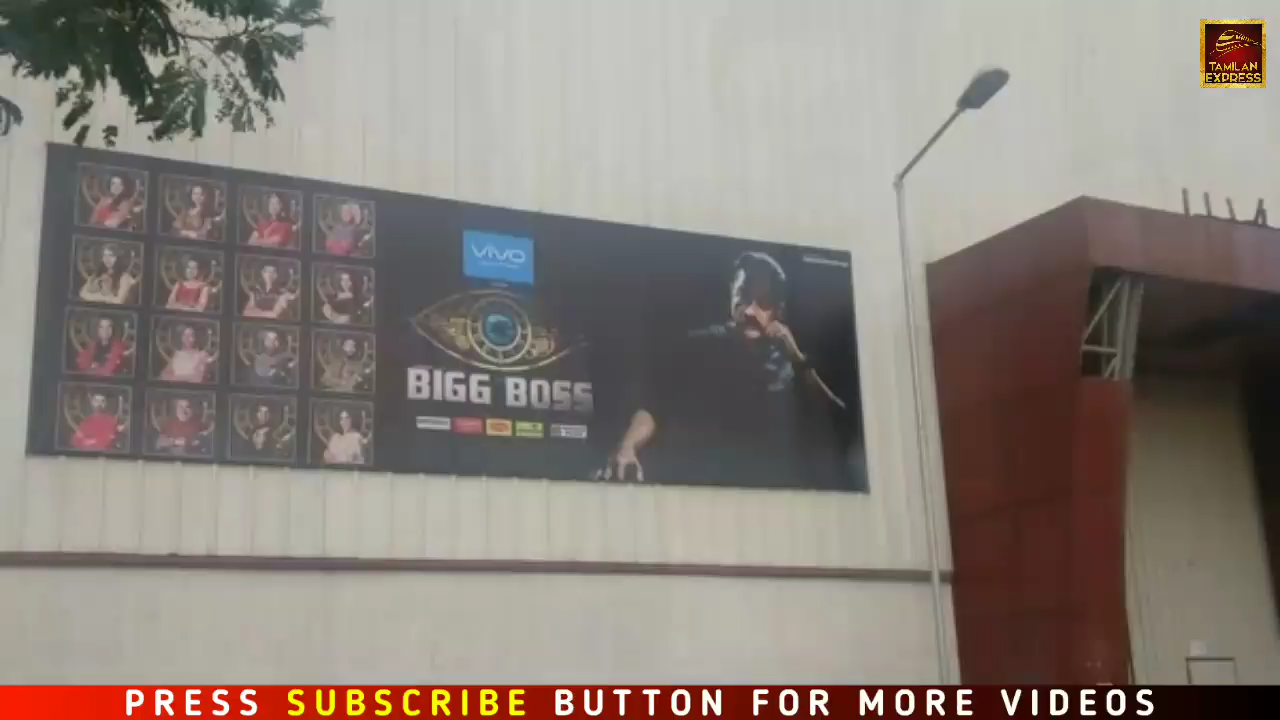 TAMILAN
EXPRESS
VIVO
BIGG BOSS
PRESS SUBSCRIBE BUTTON FOR MORE VIDEOS